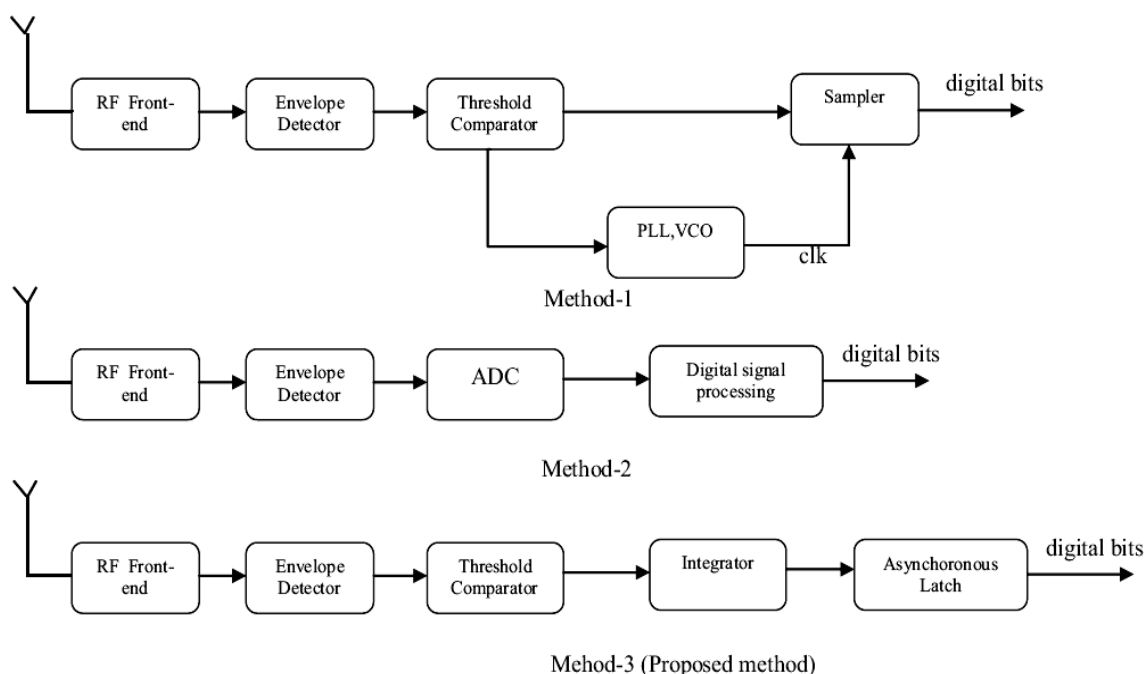 RF Front-
end
Envelope
Detector
Threshold
Comparator
Sampler
digital bits
PLL,VCO
clk
Method-1
RF Front-
end
Envelope
Detector
ADC
Digital signal
processing
digital bits
Method-2
RF Front-
end
Envelope
Detector
Threshold
Comparator
Integrator
Asynchoronous
Latch
digital bits
Mehod-3 (Proposed method)